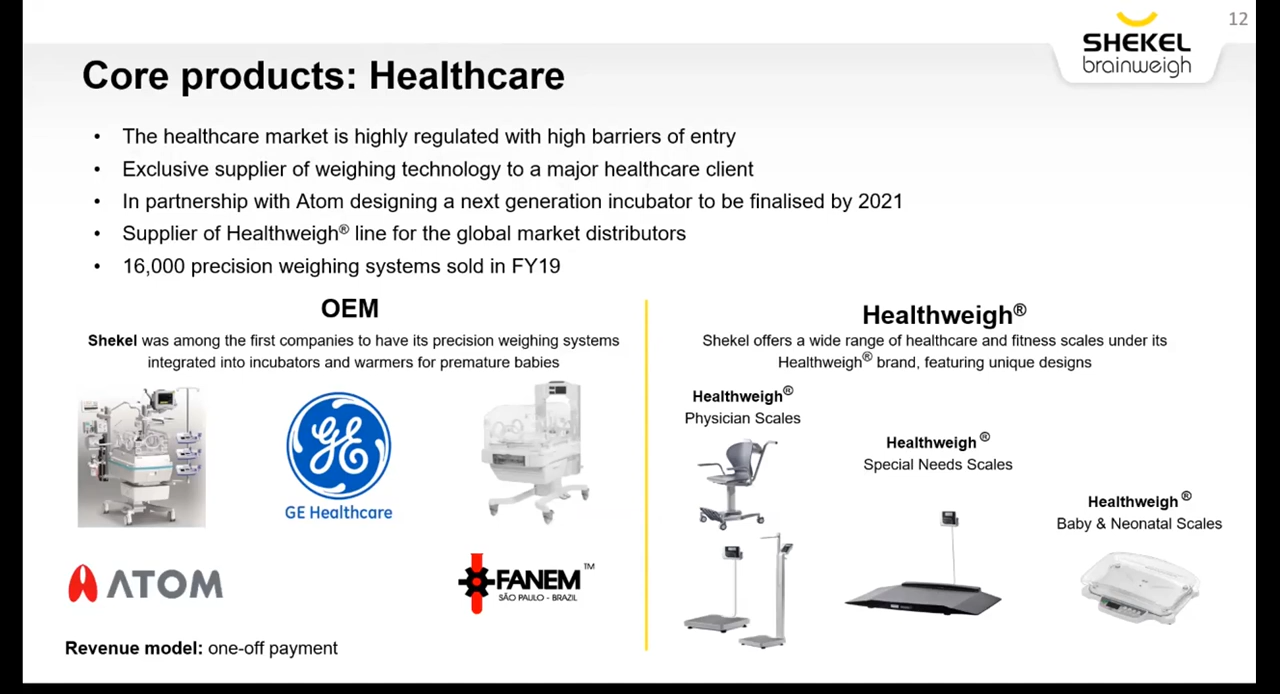 12
SHEKEL
brainweigh
Core products: Healthcare
• The healthcare market is highly regulated with high barriers of entry
• Exclusive supplier of weighing technology to a major healthcare client
• In partnership with Atom designing a next generation incubator to be finalised by 2021
• Supplier of Healthweigh® line for the global market distributors
• 16,000 precision weighing systems sold in FY19
OEM
Shekel was among the first companies to have its precision weighing systems
integrated into incubators and warmers for premature babies
GE
GE Healthcare
ATOM
FANEM™
SÃO PAULO - BRAZIL
Revenue model: one-off payment
Healthweigh®
Shekel offers a wide range of healthcare and fitness scales under its
Healthweigh® brand, featuring unique designs
Healthweigh®
Physician Scales
Healthweigh ®
Special Needs Scales
Healthweigh ®
Baby & Neonatal Scales